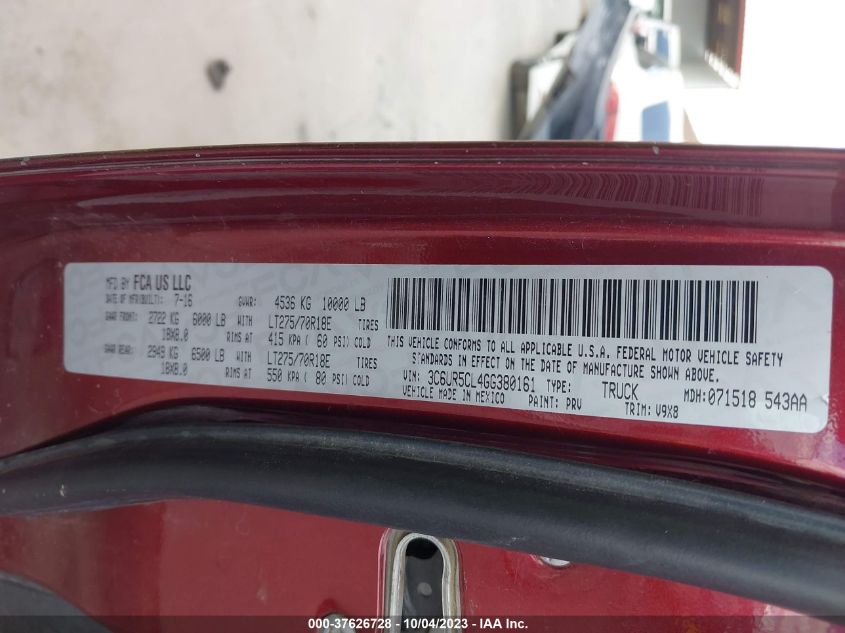 MFD BY FCA US LLC
DATE OF MFR(BUILT): 7-16 GVWR: 4536 KG 10000 LB
GAWR FRONT: 2722 KG 6000 LB WITH LT275/70R18E TIRES
18X8.0 RIMS AT 415 KPA ( 60 PSI) COLD
GAWR REAR: 2949 KG 6500 LB WITH LT275/70R18E TIRES
18X8.0 RIMS AT 550 KPA ( 80 PSI) COLD
THIS VEHICLE CONFORMS TO ALL APPLICABLE U.S.A. FEDERAL MOTOR VEHICLE SAFETY
STANDARDS IN EFFECT ON THE DATE OF MANUFACTURE SHOWN ABOVE.
VIN: 3C6UR5CL4GG380161 TYPE: TRUCK MDH: 071518 543AA
VEHICLE MADE IN MEXICO PAINT: PRV TRIM: V9X8
000-37626728 - 10/04/2023 - IAA Inc.